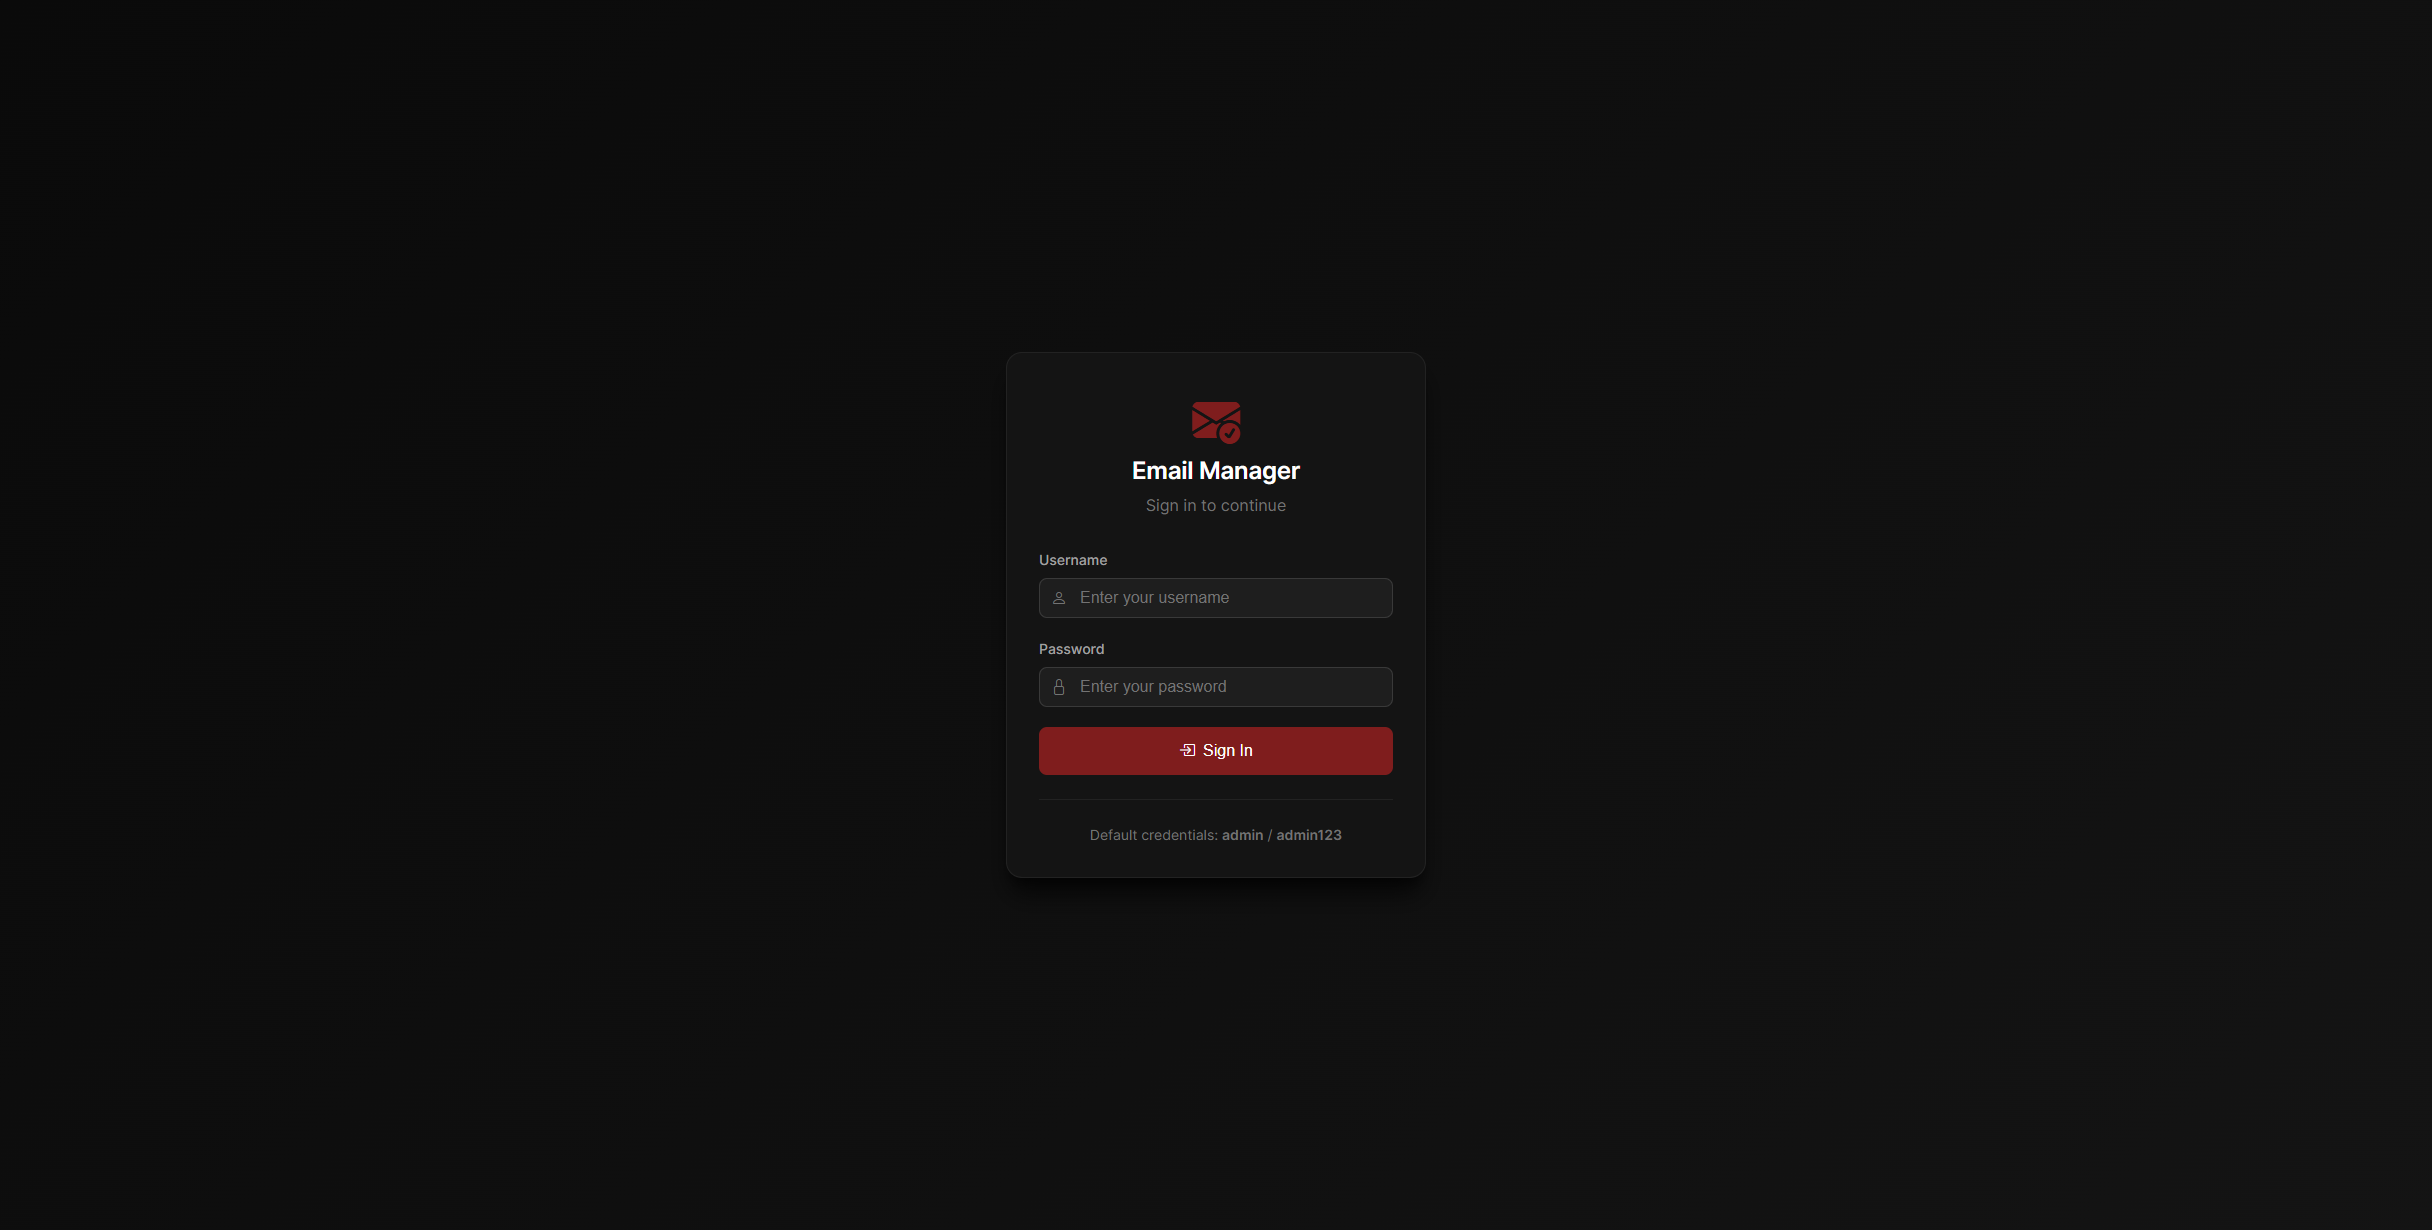 Email Manager
Sign in to continue
Username
Enter your username
Password
Enter your password
Sign In
Default credentials: admin / admin123